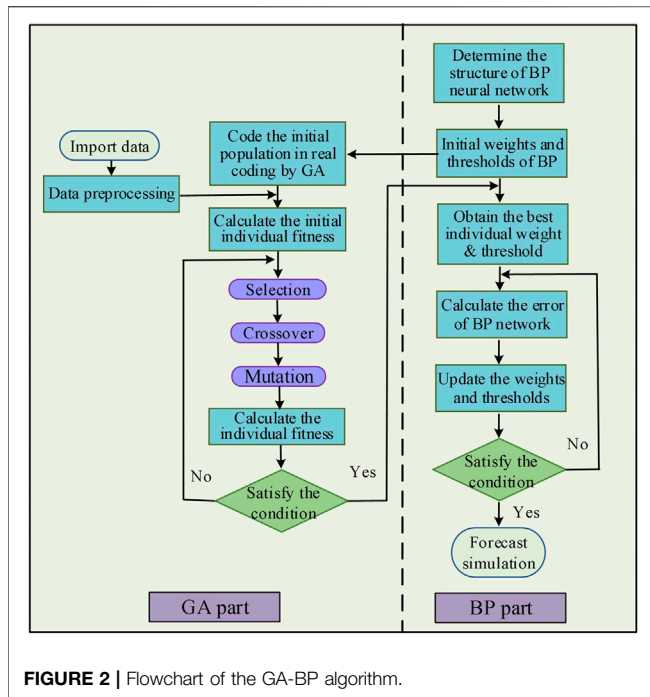 Determine the
structure of BP
neural network
Code the initial
population in real
coding by GA
Initial weights and
thresholds of BP
Import data
Data preprocessing
Calculate the initial
individual fitness
Obtain the best
individual weight
& threshold
Selection
Crossover
Mutation
Calculate the
individual fitness
Calculate the error
of BP network
Update the weights
and thresholds
No
Yes
Satisfy the
condition
No
Satisfy the
condition
Yes
Forecast
simulation
GA part
BP part
FIGURE 2 | Flowchart of the GA-BP algorithm.